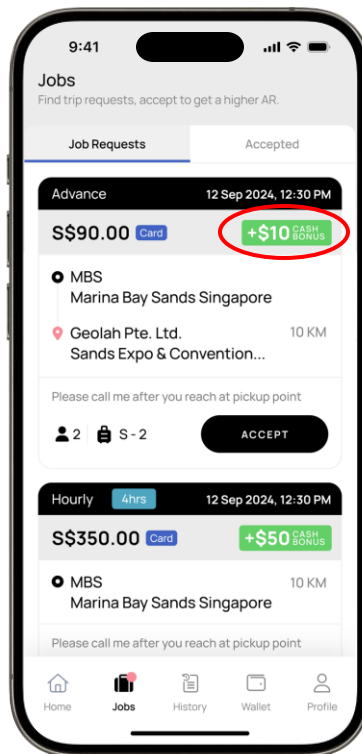 9:41
Jobs
Find trip requests, accept to get a higher AR.
Job Requests Accepted
Advance 12 Sep 2024, 12:30 PM
S$90.00 Card +$10 CASH BONUS
MBS
Marina Bay Sands Singapore
Geolah Pte. Ltd. 10 KM
Sands Expo & Convention...
Please call me after you reach at pickup point
2 S - 2 ACCEPT
Hourly 4hrs 12 Sep 2024, 12:30 PM
S$350.00 Card +$50 CASH BONUS
MBS 10 KM
Marina Bay Sands Singapore
Please call me after you reach at pickup point
Home Jobs History Wallet Profile